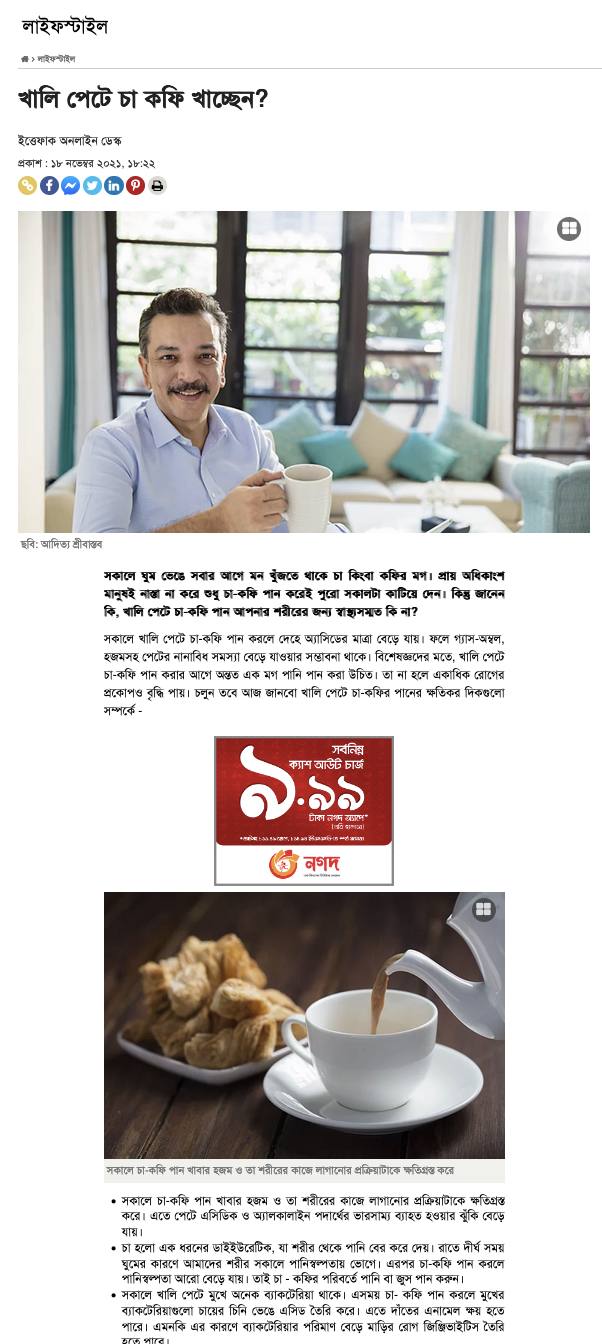 লাইফস্টাইল
লাইফস্টাইল
খালি পেটে চা কফি খাচ্ছেন?
ইত্তেফাক অনলাইন ডেস্ক
প্রকাশ : ১৮ নভেম্বর ২০২১, ১৮:২২
ছবি: আদিত্য শ্রীবাস্তব
সকালে ঘুম ভেঙে সবার আগে মন খুঁজতে থাকে চা কিংবা কফির মগ। প্রায় অধিকাংশ
মানুষই নাস্তা না করে শুধু চা-কফি পান করেই পুরো সকালটা কাটিয়ে দেন। কিন্তু জানেন
কি, খালি পেটে চা-কফি পান আপনার শরীরের জন্য স্বাস্থ্যসম্মত কি না?
সকালে খালি পেটে চা-কফি পান করলে দেহে অ্যাসিডের মাত্রা বেড়ে যায়। ফলে গ্যাস-অম্বল,
হজমসহ পেটের নানাবিধ সমস্যা বেড়ে যাওয়ার সম্ভাবনা থাকে। বিশেষজ্ঞদের মতে, খালি পেটে
চা-কফি পান করার আগে অন্তত এক মগ পানি পান করা উচিত। তা না হলে একাধিক রোগের
প্রকোপও বৃদ্ধি পায়। চলুন তবে আজ জানবো খালি পেটে চা-কফির পানের ক্ষতিকর দিকগুলো
সম্পর্কে -
সর্বনিম্ন
ক্যাশ আউট চার্জ
৯.৯৯
টাকা নগদ অ্যাপে*
(প্রতি হাজারে)
নগদ
সকালে চা-কফি পান খাবার হজম ও তা শরীরের কাজে লাগানোর প্রক্রিয়াটাকে ক্ষতিগ্রস্ত করে
• সকালে চা-কফি পান খাবার হজম ও তা শরীরের কাজে লাগানোর প্রক্রিয়াটাকে ক্ষতিগ্রস্ত
করে। এতে পেটে এসিডিক ও অ্যালকালাইন পদার্থের ভারসাম্য ব্যাহত হওয়ার ঝুঁকি বেড়ে
যায়।
• চা হলো এক ধরনের ডাইইউরেটিক, যা শরীর থেকে পানি বের করে দেয়। রাতে দীর্ঘ সময়
ঘুমের কারণে আমাদের শরীর সকালে পানিস্বল্পতায় ভোগে। এরপর চা-কফি পান করলে
পানিস্বল্পতা আরো বেড়ে যায়। তাই চা - কফির পরিবর্তে পানি বা জুস পান করুন।
• সকালে খালি পেটে মুখে অনেক ব্যাকটেরিয়া থাকে। এসময় চা- কফি পান করলে মুখের
ব্যাকটেরিয়াগুলো চায়ের চিনি ভেঙে এসিড তৈরি করে। এতে দাঁতের এনামেল ক্ষয় হতে
পারে। এমনকি এর কারণে ব্যাকটেরিয়ার পরিমাণ বেড়ে মাড়ির রোগ জিঞ্জিভাইটিস তৈরি
হতে পারে।